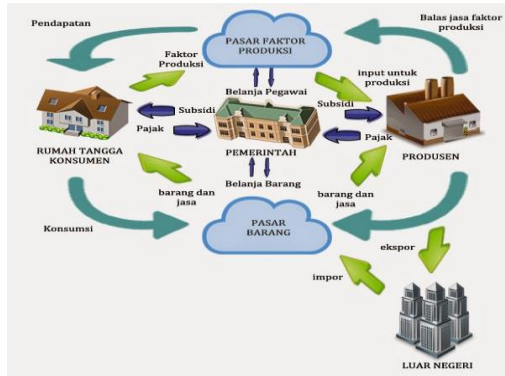 Pendapatan
Balas jasa faktor
produksi
PASAR FAKTOR
PRODUKSI
Faktor
Produksi
input untuk
produksi
Belanja Pegawai
Subsidi
Subsidi
Pajak
Pajak
RUMAH TANGGA
KONSUMEN
PEMERINTAH
PRODUSEN
Belanja Barang
barang dan
jasa
barang dan
jasa
Konsumsi
PASAR
BARANG
ekspor
impor
LUAR NEGERI